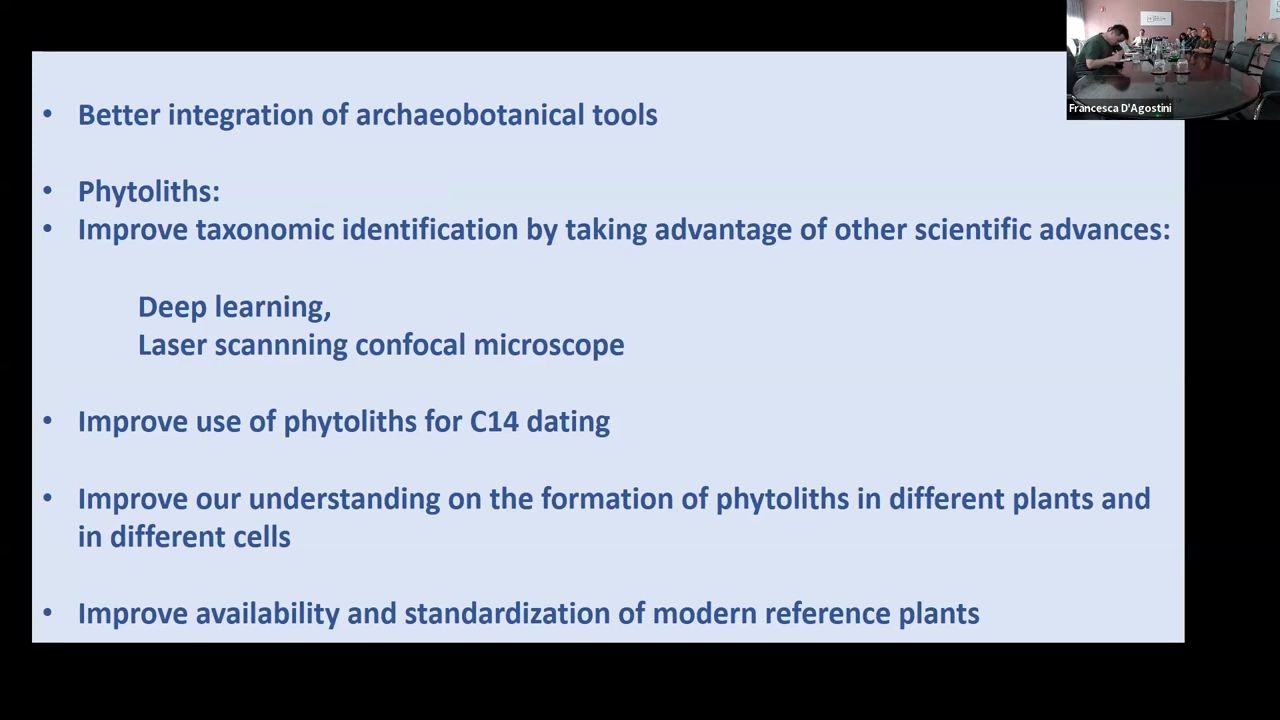 • Better integration of archaeobotanical tools
• Phytoliths:
• Improve taxonomic identification by taking advantage of other scientific advances:
Deep learning,
Laser scannning confocal microscope
• Improve use of phytoliths for C14 dating
• Improve our understanding on the formation of phytoliths in different plants and
in different cells
• Improve availability and standardization of modern reference plants
Francesca D'Agostini